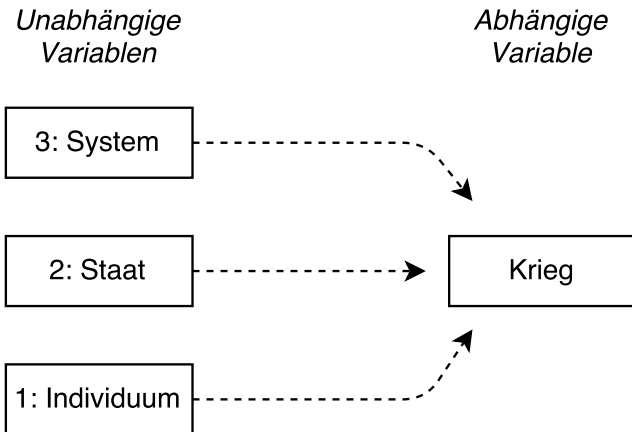 Unabhängige
Variablen
Abhängige
Variable
3: System
2: Staat
Krieg
1: Individuum